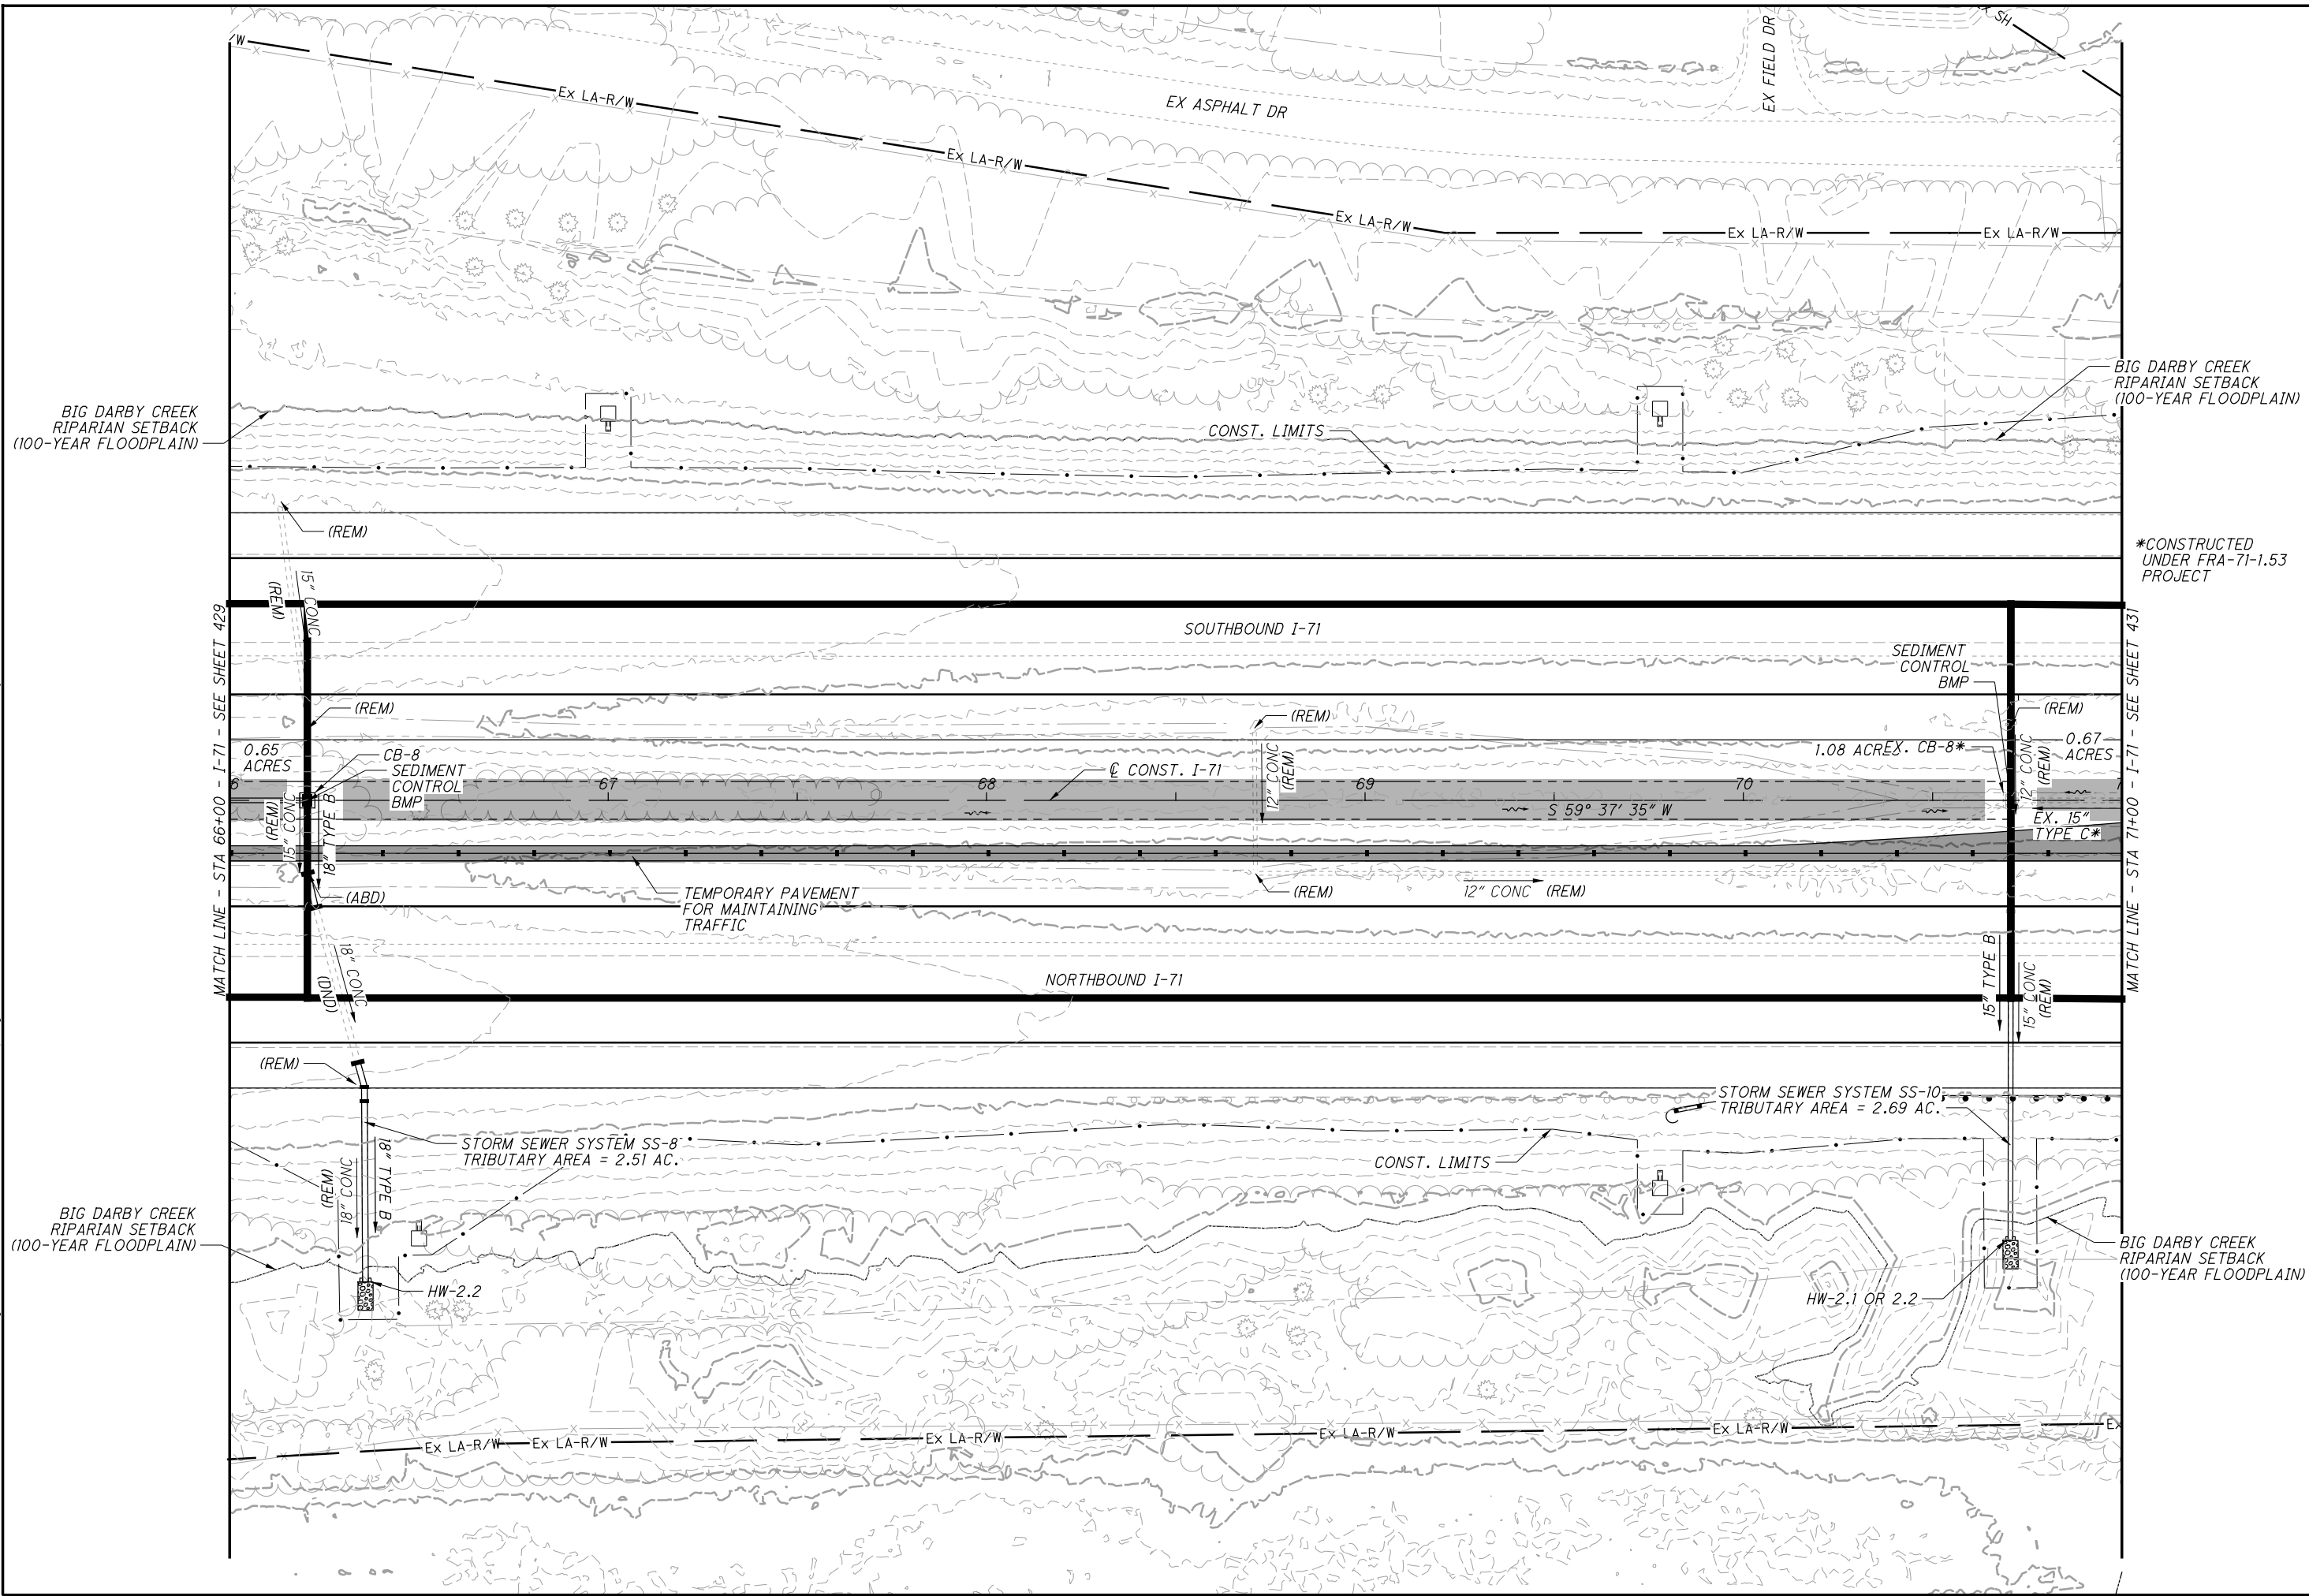 /W
EX SH
EX FIELD DR
Ex LA-R/W
EX ASPHALT DR
Ex LA-R/W
Ex LA-R/W
Ex LA-R/W
Ex LA-R/W
BIG DARBY CREEK
RIPARIAN SETBACK
(100-YEAR FLOODPLAIN)
BIG DARBY CREEK
RIPARIAN SETBACK
(100-YEAR FLOODPLAIN)
CONST. LIMITS
(REM)
*CONSTRUCTED
UNDER FRA-71-1.53
PROJECT
15" CONC
(REM)
MATCH LINE - STA 66+00 - I-71 - SEE SHEET 429
MATCH LINE - STA 71+00 - I-71 - SEE SHEET 431
SOUTHBOUND I-71
SEDIMENT
CONTROL
BMP
(REM)
(REM)
(REM)
0.65
ACRES
CB-8
SEDIMENT
CONTROL
BMP
1.08 ACRES
EX. CB-8*
0.67
ACRES
12" CONC
(REM)
12" CONC
(REM)
6
67
68
69
70
℄ CONST. I-71
S 59° 37' 35" W
15" CONC
(REM)
18" TYPE B
EX. 15"
TYPE C*
(ABD)
TEMPORARY PAVEMENT
FOR MAINTAINING
TRAFFIC
(REM)
12" CONC (REM)
18" CONC
(DND)
NORTHBOUND I-71
15" TYPE B
15" CONC
(REM)
(REM)
STORM SEWER SYSTEM SS-10
TRIBUTARY AREA = 2.69 AC.
STORM SEWER SYSTEM SS-8
TRIBUTARY AREA = 2.51 AC.
18" CONC
(REM)
18" TYPE B
CONST. LIMITS
BIG DARBY CREEK
RIPARIAN SETBACK
(100-YEAR FLOODPLAIN)
BIG DARBY CREEK
RIPARIAN SETBACK
(100-YEAR FLOODPLAIN)
HW-2.2
HW-2.1 OR 2.2
Ex LA-R/W
Ex LA-R/W
Ex LA-R/W
Ex LA-R/W
Ex LA-R/W
Ex